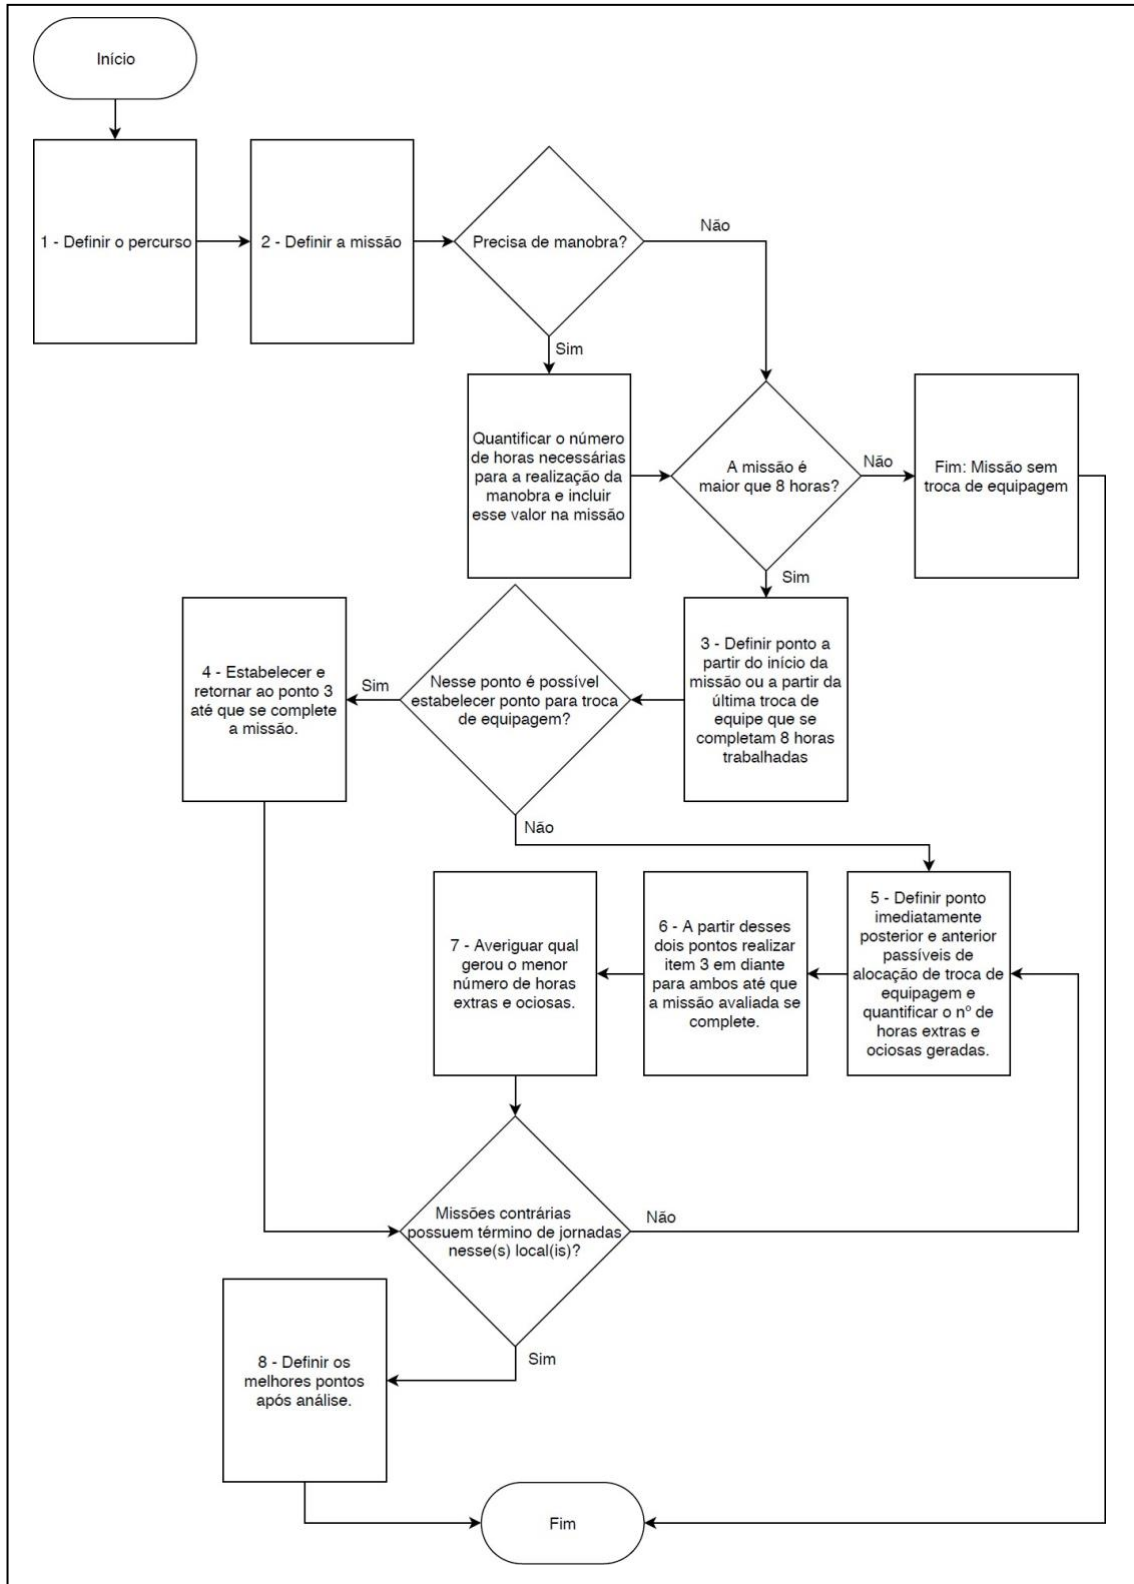 Início
1 - Definir o percurso
2 - Definir a missão
Precisa de manobra?
Não
Sim
Quantificar o número
de horas necessárias
para a realização da
manobra e incluir
esse valor na missão
A missão é
maior que 8 horas?
Não
Fim: Missão sem
troca de equipagem
Sim
3 - Definir ponto a
partir do início da
missão ou a partir da
última troca de
equipe que se
completam 8 horas
trabalhadas
Nesse ponto é possível
estabelecer ponto para troca
de equipagem?
Sim
4 - Estabelecer e
retornar ao ponto 3
até que se complete
a missão.
Não
5 - Definir ponto
imediatamente
posterior e anterior
passíveis de
alocação de troca de
equipagem e
quantificar o nº de
horas extras e
ociosas geradas.
6 - A partir desses
dois pontos realizar
item 3 em diante
para ambos até que
a missão avaliada se
complete.
7 - Averiguar qual
gerou o menor
número de horas
extras e ociosas.
Missões contrárias
possuem término de jornadas
nesse(s) local(is)?
Não
Sim
8 - Definir os
melhores pontos
após análise.
Fim